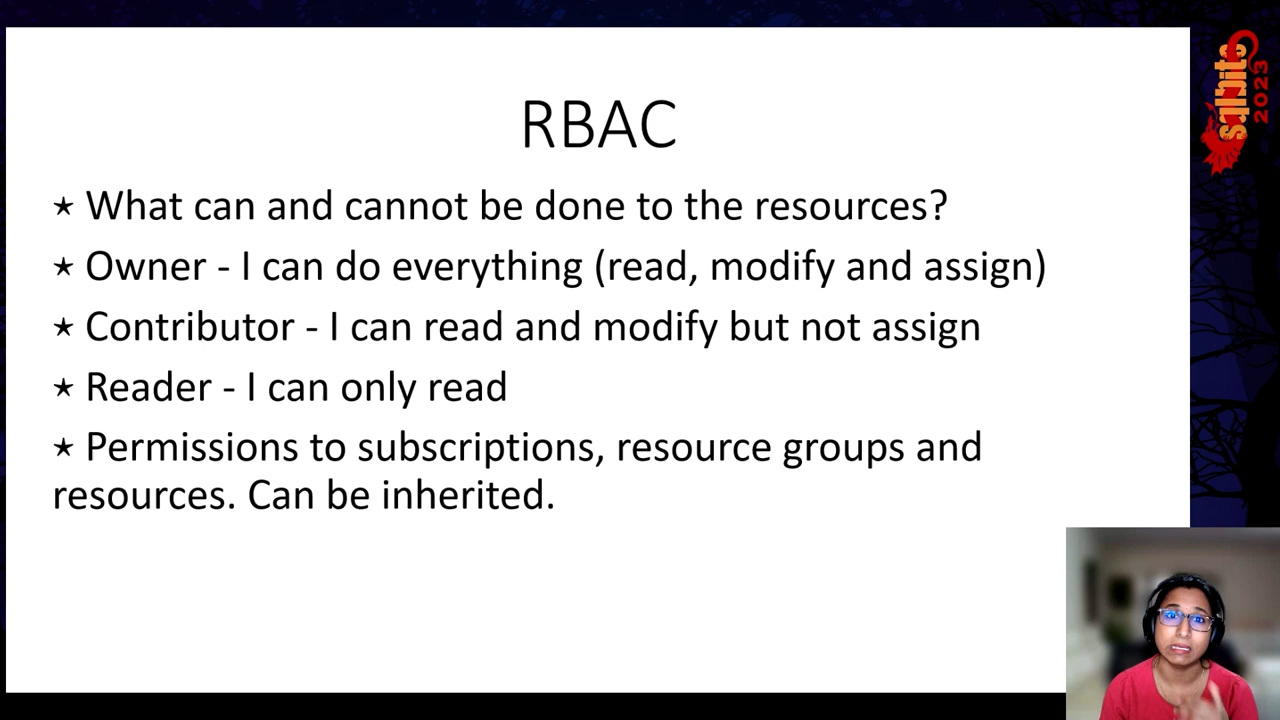 RBAC
★ What can and cannot be done to the resources?
★ Owner - I can do everything (read, modify and assign)
★ Contributor - I can read and modify but not assign
★ Reader - I can only read
★ Permissions to subscriptions, resource groups and
resources. Can be inherited.
sqlbits
2023